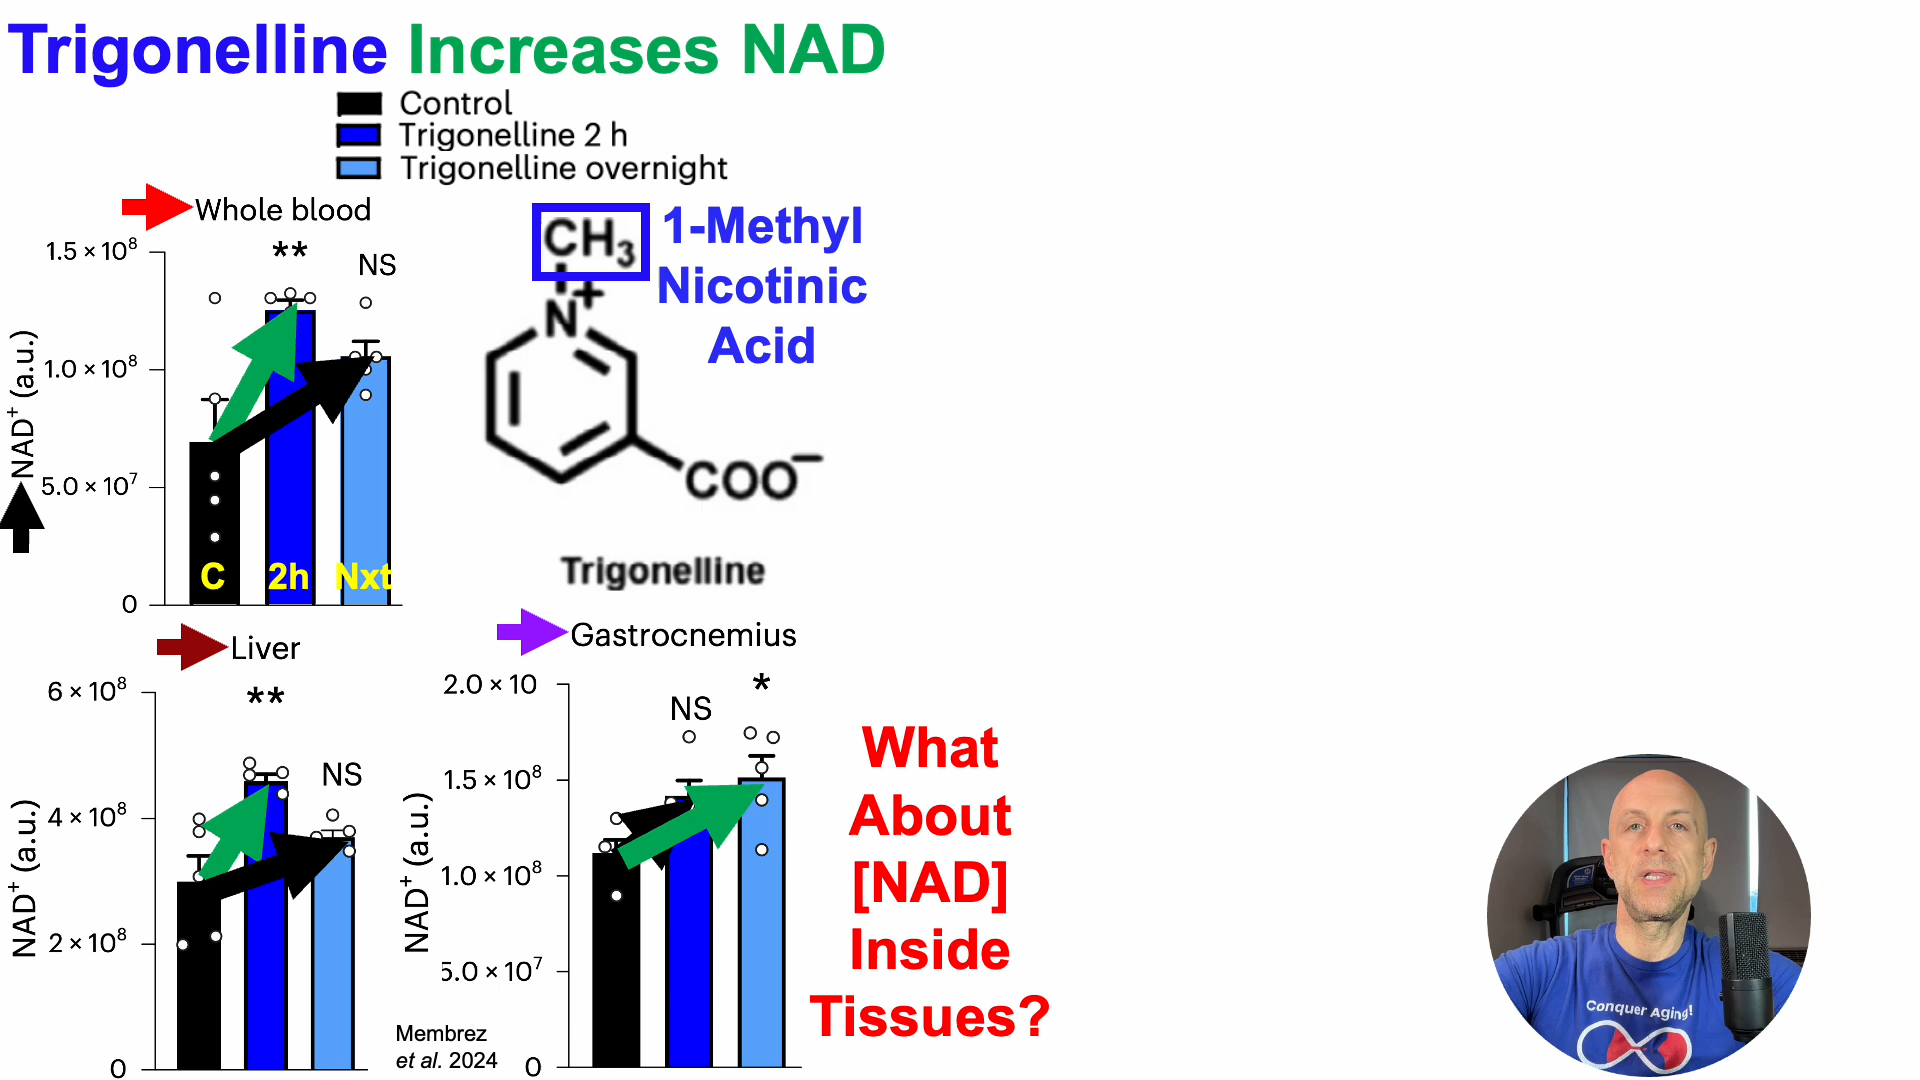 Trigonelline Increases NAD
Control
Trigonelline 2 h
Trigonelline overnight
Whole blood
**
NS
1.5 × 10⁸
1.0 × 10⁸
5.0 × 10⁷
0
NAD⁺ (a.u.)
C
2h
Nxt
CH₃
N+
COO⁻
Trigonelline
1-Methyl
Nicotinic
Acid
Liver
**
NS
6 × 10⁸
4 × 10⁸
2 × 10⁸
0
NAD⁺ (a.u.)
Gastrocnemius
NS
*
2.0 × 10
1.5 × 10⁸
1.0 × 10⁸
5.0 × 10⁷
0
NAD⁺ (a.u.)
Membrez
et al. 2024
What
About
[NAD]
Inside
Tissues?
Conquer Aging!